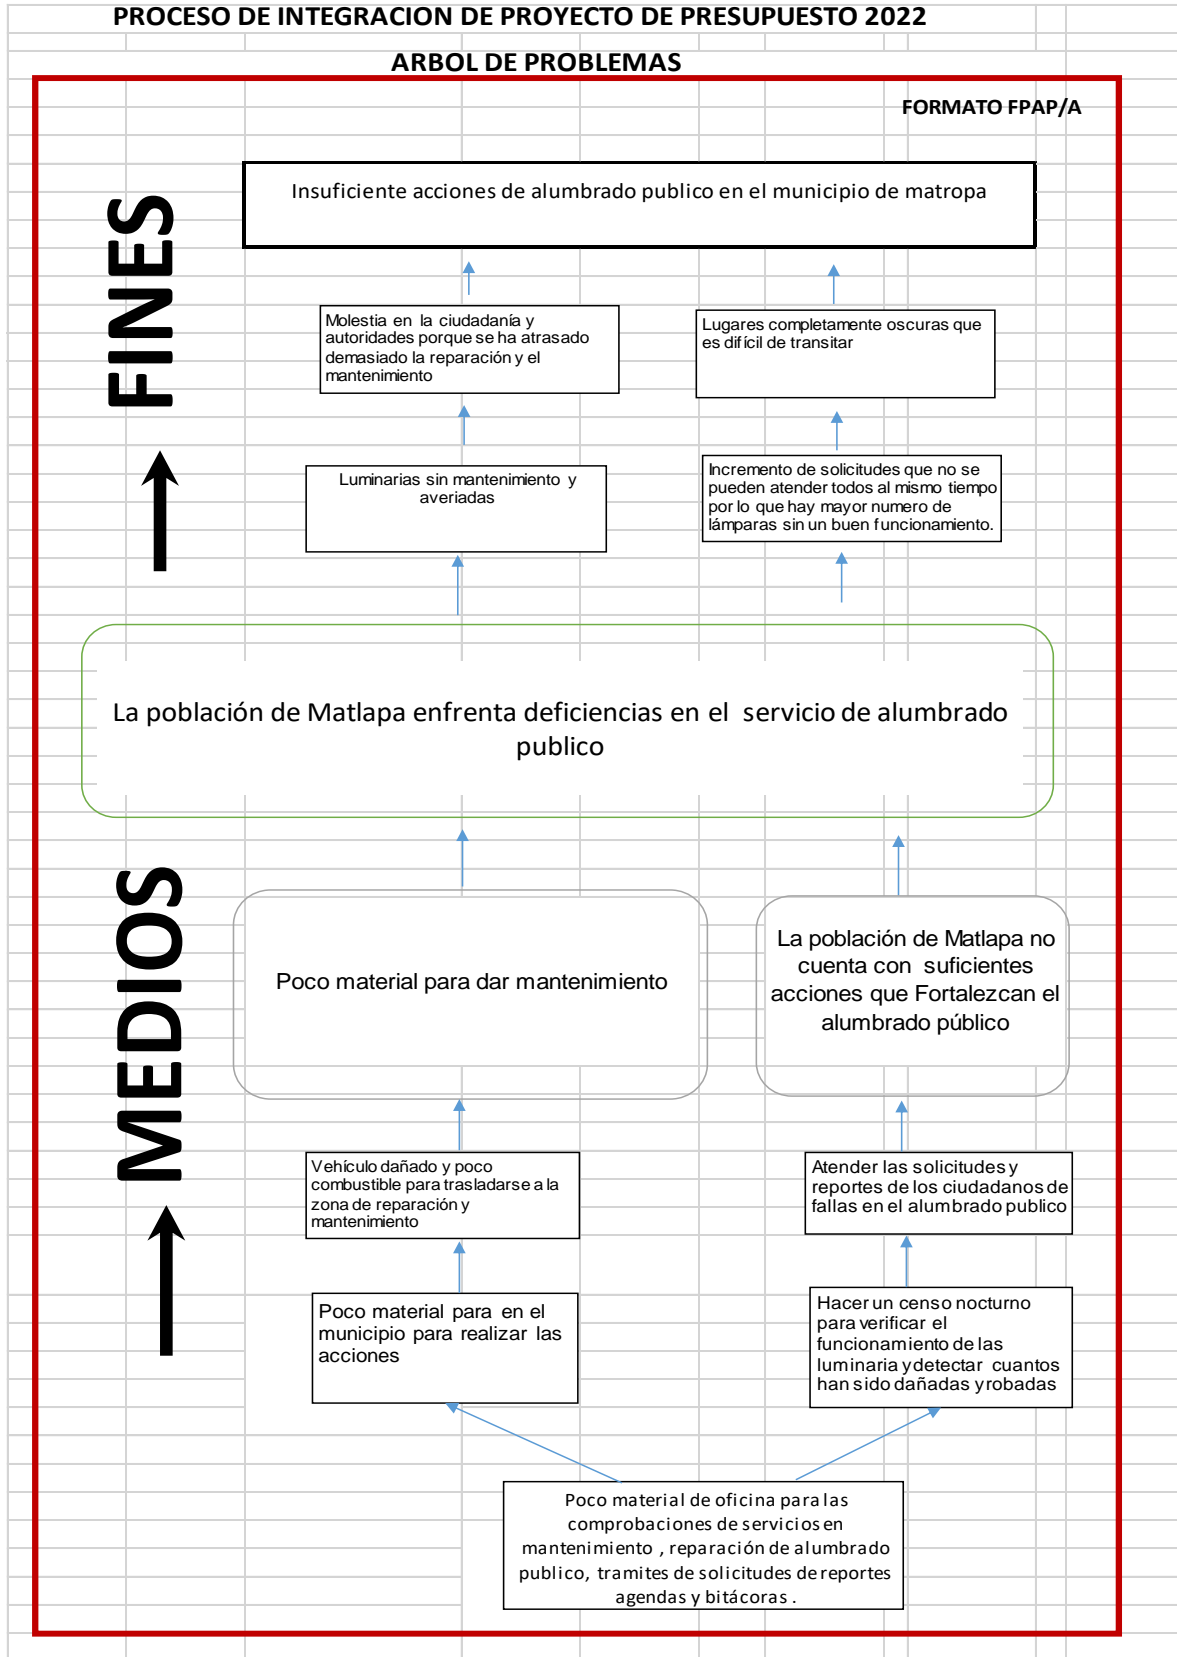 PROCESO DE INTEGRACION DE PROYECTO DE PRESUPUESTO 2022
ARBOL DE PROBLEMAS
FORMATO FPAP/A
FINES
Insuficiente acciones de alumbrado publico en el municipio de matropa
Molestia en la ciudadanía y
autoridades porque se ha atrasado
demasiado la reparación y el
mantenimiento
Lugares completamente oscuras que
es difícil de transitar
Luminarias sin mantenimiento y
averiadas
Incremento de solicitudes que no se
pueden atender todos al mismo tiempo
por lo que hay mayor numero de
lámparas sin un buen funcionamiento.
La población de Matlapa enfrenta deficiencias en el servicio de alumbrado
publico
MEDIOS
Poco material para dar mantenimiento
La población de Matlapa no
cuenta con suficientes
acciones que Fortalezcan el
alumbrado público
Vehículo dañado y poco
combustible para trasladarse a la
zona de reparación y
mantenimiento
Atender las solicitudes y
reportes de los ciudadanos de
fallas en el alumbrado publico
Poco material para en el
municipio para realizar las
acciones
Hacer un censo nocturno
para verificar el
funcionamiento de las
luminaria y detectar cuantos
han sido dañadas y robadas
Poco material de oficina para las
comprobaciones de servicios en
mantenimiento , reparación de alumbrado
publico, tramites de solicitudes de reportes
agendas y bitácoras .